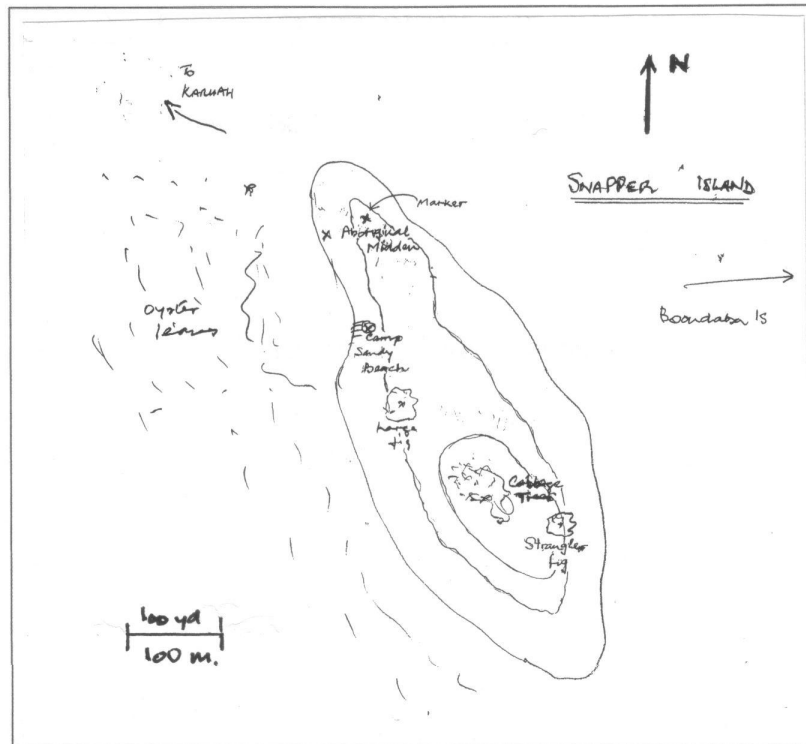 To
KARUAH
N
SNAPPER ISLAND
Marker
Aboriginal
Midden
Boondaba Is
Oyster
leases
Camp
Sandy
Beach
Large
fig
Cabbage
Trees
Strangler
fig
100 yd
100 m.